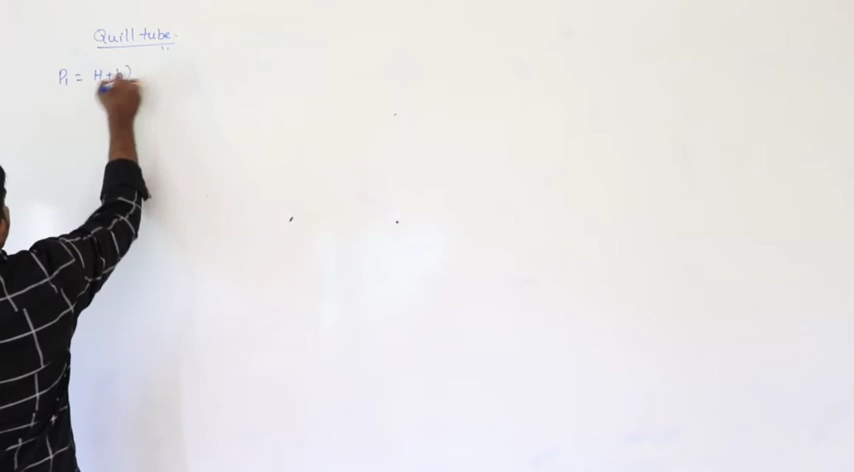 Quill tube.
P₁ = H + h